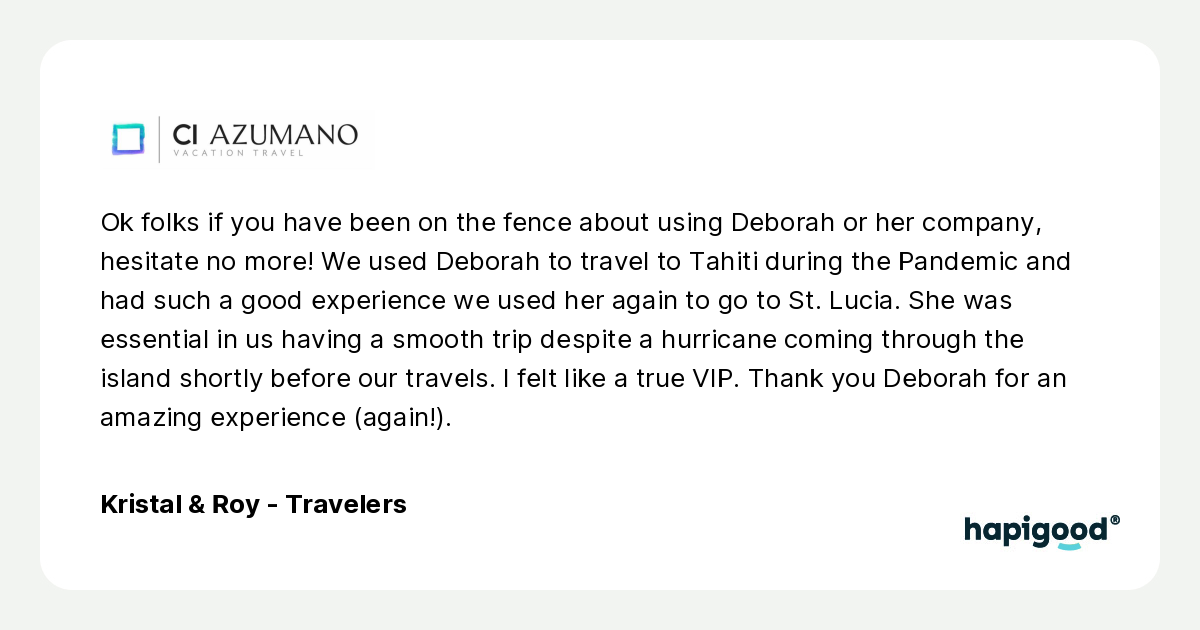 CI AZUMANO
VACATION TRAVEL
Ok folks if you have been on the fence about using Deborah or her company,
hesitate no more! We used Deborah to travel to Tahiti during the Pandemic and
had such a good experience we used her again to go to St. Lucia. She was
essential in us having a smooth trip despite a hurricane coming through the
island shortly before our travels. I felt like a true VIP. Thank you Deborah for an
amazing experience (again!).
Kristal & Roy - Travelers
hapigood®